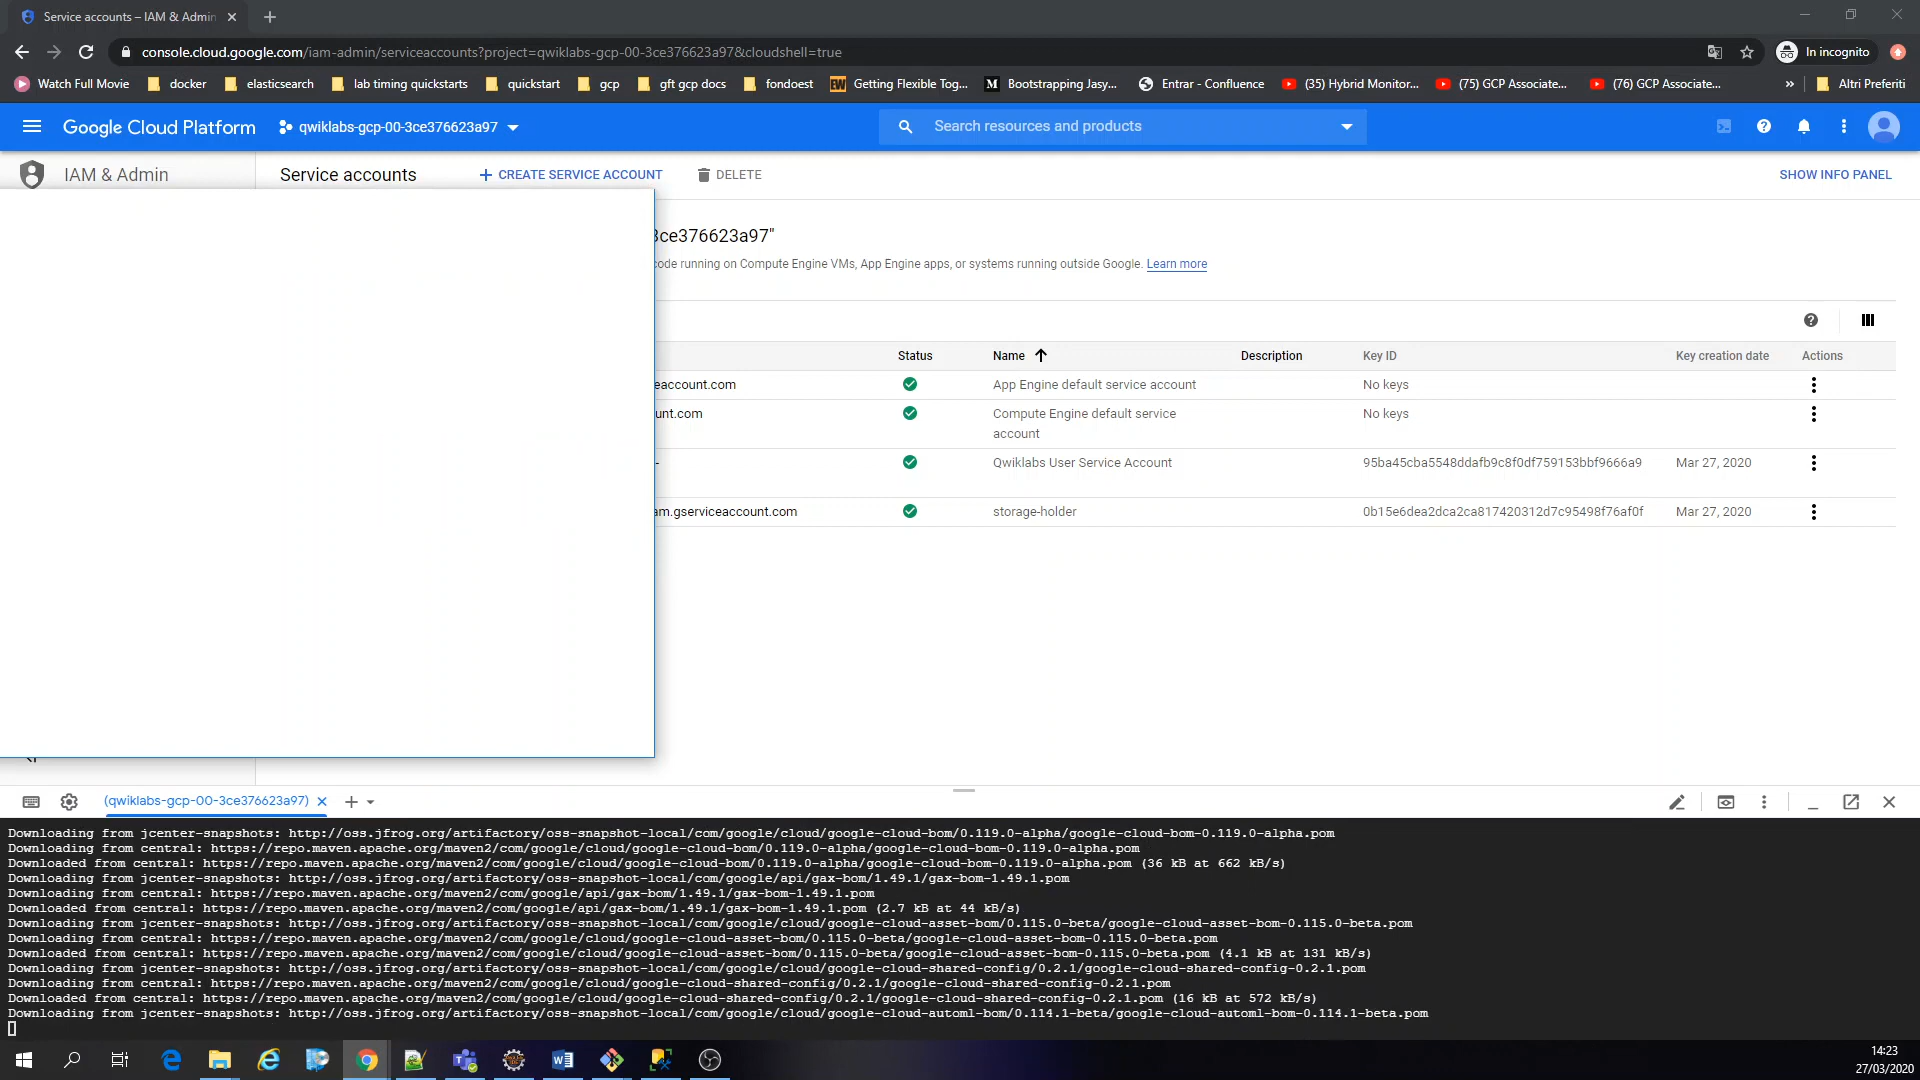 Service accounts – IAM & Admin
console.cloud.google.com/iam-admin/serviceaccounts?project=qwiklabs-gcp-00-3ce376623a97&cloudshell=true
In incognito
Watch Full Movie
docker
elasticsearch
lab timing quickstarts
quickstart
gcp
gft gcp docs
fondoest
Getting Flexible Tog...
Bootstrapping Jasy...
Entrar - Confluence
(35) Hybrid Monitor...
(75) GCP Associate...
(76) GCP Associate...
»
Altri Preferiti
Google Cloud Platform
qwiklabs-gcp-00-3ce376623a97
Search resources and products
IAM & Admin
Service accounts
CREATE SERVICE ACCOUNT
DELETE
SHOW INFO PANEL
3ce376623a97"
code running on Compute Engine VMs, App Engine apps, or systems running outside Google. Learn more
Status Name Description Key ID Key creation date Actions
eaccount.com App Engine default service account No keys
unt.com Compute Engine default service No keys
account
- Qwiklabs User Service Account 95ba45cba5548ddafb9c8f0df759153bbf9666a9 Mar 27, 2020
am.gserviceaccount.com storage-holder 0b15e6dea2dca2ca817420312d7c95498f76af0f Mar 27, 2020
(qwiklabs-gcp-00-3ce376623a97)
Downloading from jcenter-snapshots: http://oss.jfrog.org/artifactory/oss-snapshot-local/com/google/cloud/google-cloud-bom/0.119.0-alpha/google-cloud-bom-0.119.0-alpha.pom
Downloading from central: https://repo.maven.apache.org/maven2/com/google/cloud/google-cloud-bom/0.119.0-alpha/google-cloud-bom-0.119.0-alpha.pom
Downloaded from central: https://repo.maven.apache.org/maven2/com/google/cloud/google-cloud-bom/0.119.0-alpha/google-cloud-bom-0.119.0-alpha.pom (36 kB at 662 kB/s)
Downloading from jcenter-snapshots: http://oss.jfrog.org/artifactory/oss-snapshot-local/com/google/api/gax-bom/1.49.1/gax-bom-1.49.1.pom
Downloading from central: https://repo.maven.apache.org/maven2/com/google/api/gax-bom/1.49.1/gax-bom-1.49.1.pom
Downloaded from central: https://repo.maven.apache.org/maven2/com/google/api/gax-bom/1.49.1/gax-bom-1.49.1.pom (2.7 kB at 44 kB/s)
Downloading from jcenter-snapshots: http://oss.jfrog.org/artifactory/oss-snapshot-local/com/google/cloud/google-cloud-asset-bom/0.115.0-beta/google-cloud-asset-bom-0.115.0-beta.pom
Downloading from central: https://repo.maven.apache.org/maven2/com/google/cloud/google-cloud-asset-bom/0.115.0-beta/google-cloud-asset-bom-0.115.0-beta.pom
Downloaded from central: https://repo.maven.apache.org/maven2/com/google/cloud/google-cloud-asset-bom/0.115.0-beta/google-cloud-asset-bom-0.115.0-beta.pom (4.1 kB at 131 kB/s)
Downloading from jcenter-snapshots: http://oss.jfrog.org/artifactory/oss-snapshot-local/com/google/cloud/google-cloud-shared-config/0.2.1/google-cloud-shared-config-0.2.1.pom
Downloading from central: https://repo.maven.apache.org/maven2/com/google/cloud/google-cloud-shared-config/0.2.1/google-cloud-shared-config-0.2.1.pom
Downloaded from central: https://repo.maven.apache.org/maven2/com/google/cloud/google-cloud-shared-config/0.2.1/google-cloud-shared-config-0.2.1.pom (16 kB at 572 kB/s)
Downloading from jcenter-snapshots: http://oss.jfrog.org/artifactory/oss-snapshot-local/com/google/cloud/google-cloud-automl-bom/0.114.1-beta/google-cloud-automl-bom-0.114.1-beta.pom
14:23
27/03/2020